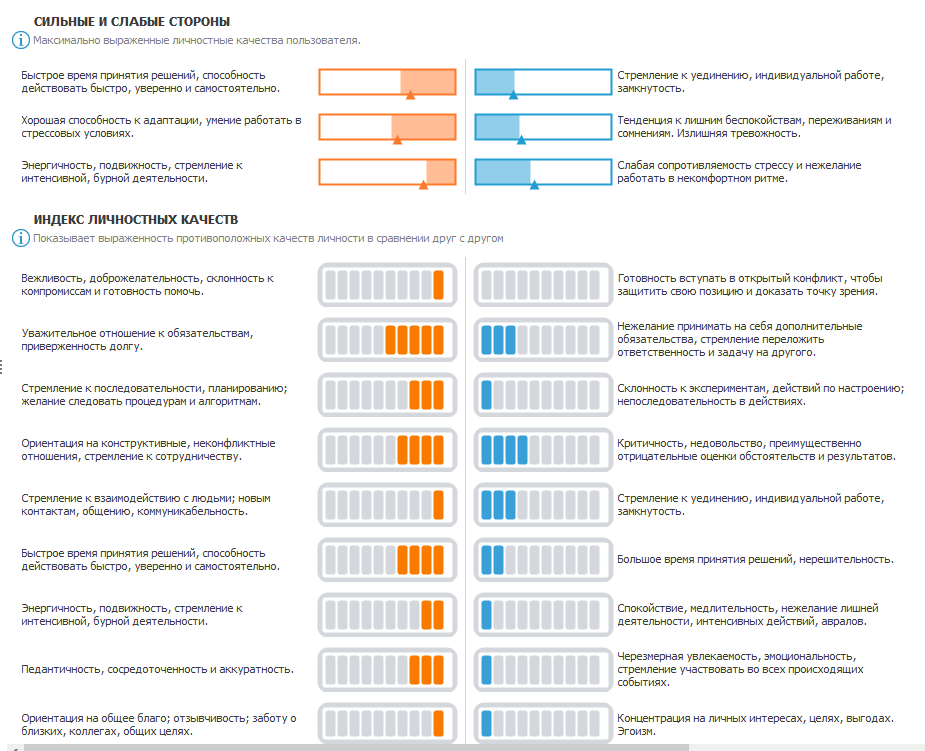 СИЛЬНЫЕ И СЛАБЫЕ СТОРОНЫ
Максимально выраженные личностные качества пользователя.
Быстрое время принятия решений, способность
действовать быстро, уверенно и самостоятельно.
Стремление к уединению, индивидуальной работе,
замкнутость.
Хорошая способность к адаптации, умение работать в
стрессовых условиях.
Тенденция к лишним беспокойствам, переживаниям и
сомнениям. Излишняя тревожность.
Энергичность, подвижность, стремление к
интенсивной, бурной деятельности.
Слабая сопротивляемость стрессу и нежелание
работать в некомфортном ритме.
ИНДЕКС ЛИЧНОСТНЫХ КАЧЕСТВ
Показывает выраженность противоположных качеств личности в сравнении друг с другом
Вежливость, доброжелательность, склонность к
компромиссам и готовность помочь.
Готовность вступать в открытый конфликт, чтобы
защитить свою позицию и доказать точку зрения.
Уважительное отношение к обязательствам,
приверженность долгу.
Нежелание принимать на себя дополнительные
обязательства, стремление переложить
ответственность и задачу на другого.
Стремление к последовательности, планированию;
желание следовать процедурам и алгоритмам.
Склонность к экспериментам, действий по настроению;
непоследовательность в действиях.
Ориентация на конструктивные, неконфликтные
отношения, стремление к сотрудничеству.
Критичность, недовольство, преимущественно
отрицательные оценки обстоятельств и результатов.
Стремление к взаимодействию с людьми; новым
контактам, общению, коммуникабельность.
Стремление к уединению, индивидуальной работе,
замкнутость.
Быстрое время принятия решений, способность
действовать быстро, уверенно и самостоятельно.
Большое время принятия решений, нерешительность.
Энергичность, подвижность, стремление к
интенсивной, бурной деятельности.
Спокойствие, медлительность, нежелание лишней
деятельности, интенсивных действий, авралов.
Педантичность, сосредоточенность и аккуратность.
Черезмерная увлекаемость, эмоциональность,
стремление участвовать во всех происходящих
событиях.
Ориентация на общее благо; отзывчивость; заботу о
близких, коллегах, общих целях.
Концентрация на личных интересах, целях, выгодах.
Эгоизм.